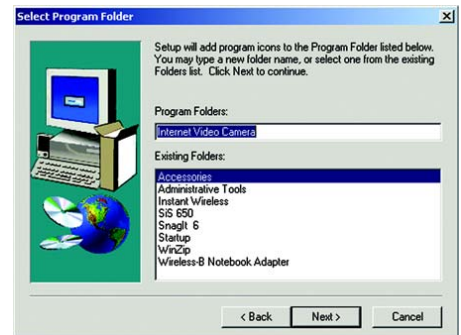 Select Program Folder
Setup will add program icons to the Program Folder listed below.
You may type a new folder name, or select one from the existing
Folders list. Click Next to continue.
Program Folders:
Internet Video Camera
Existing Folders:
Accessories
Administrative Tools
Instant Wireless
SiS 650
SnagIt 6
Startup
WinZip
Wireless-B Notebook Adapter
< Back
Next >
Cancel